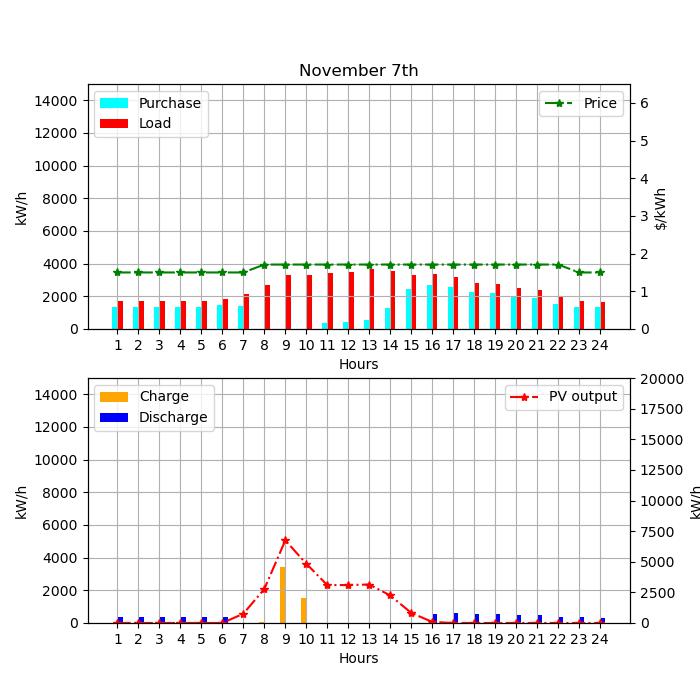 November 7th
14000
12000
10000
8000
6000
4000
2000
0
kW/h
Purchase
Load
Price
6
5
4
3
2
1
0
$/kWh
1 2 3 4 5 6 7 8 9 10 11 12 13 14 15 16 17 18 19 20 21 22 23 24
Hours
14000
12000
10000
8000
6000
4000
2000
0
kW/h
Charge
Discharge
PV output
20000
17500
15000
12500
10000
7500
5000
2500
0
kW/h
1 2 3 4 5 6 7 8 9 10 11 12 13 14 15 16 17 18 19 20 21 22 23 24
Hours